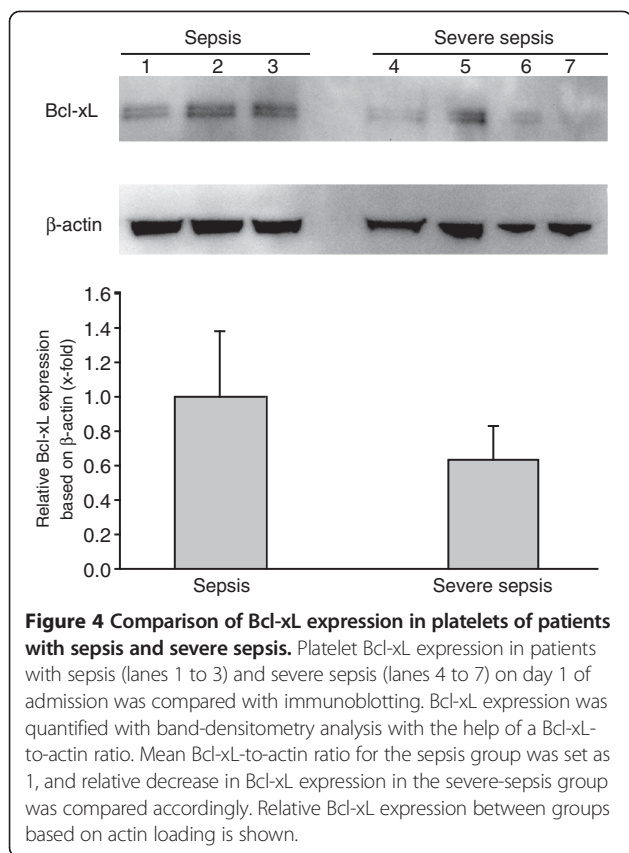 Sepsis Severe sepsis
1 2 3 4 5 6 7
Bcl-xL
β-actin
Relative Bcl-xL expression
based on β-actin (x-fold)
1.6
1.4
1.2
1.0
0.8
0.6
0.4
0.2
0.0
Sepsis Severe sepsis
Figure 4 Comparison of Bcl-xL expression in platelets of patients
with sepsis and severe sepsis. Platelet Bcl-xL expression in patients
with sepsis (lanes 1 to 3) and severe sepsis (lanes 4 to 7) on day 1 of
admission was compared with immunoblotting. Bcl-xL expression was
quantified with band-densitometry analysis with the help of a Bcl-xL-
to-actin ratio. Mean Bcl-xL-to-actin ratio for the sepsis group was set as
1, and relative decrease in Bcl-xL expression in the severe-sepsis group
was compared accordingly. Relative Bcl-xL expression between groups
based on actin loading is shown.